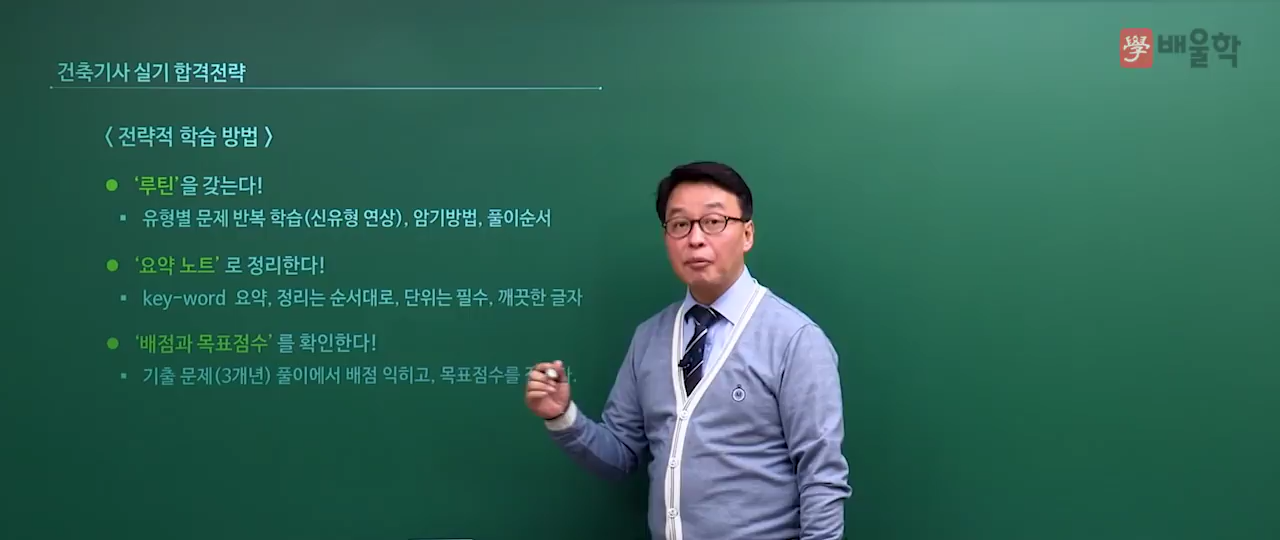 건축기사 실기 합격전략
學 배울학
〈 전략적 학습 방법 〉
● ‘루틴’을 갖는다!
▪ 유형별 문제 반복 학습(신유형 연상), 암기방법, 풀이순서
● ‘요약 노트’ 로 정리한다!
▪ key-word 요약, 정리는 순서대로, 단위는 필수, 깨끗한 글자
● ‘배점과 목표점수’ 를 확인한다!
▪ 기출 문제(3개년) 풀이에서 배점 익히고, 목표점수를